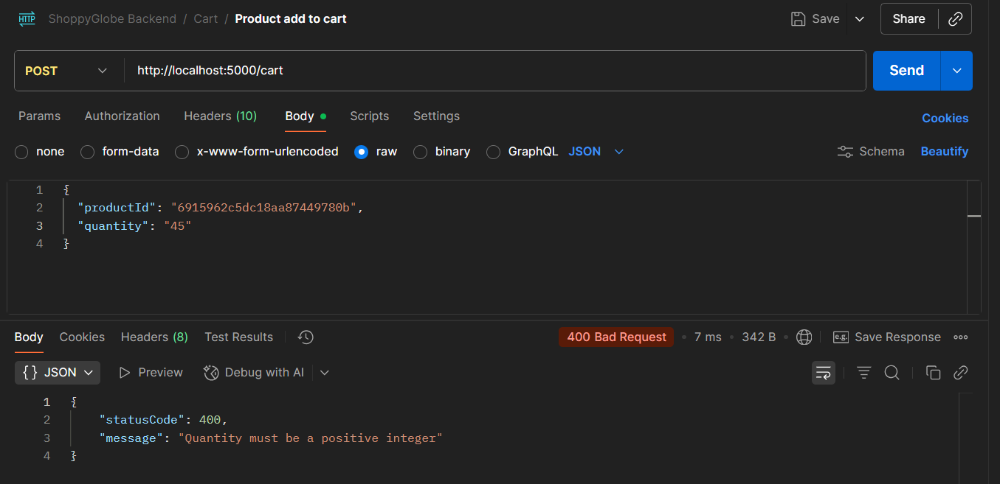 HTTP ShoppyGlobe Backend / Cart / Product add to cart Save Share
POST http://localhost:5000/cart Send
Params Authorization Headers (10) Body Scripts Settings Cookies
none form-data x-www-form-urlencoded raw binary GraphQL JSON Schema Beautify
1 {
2 "productId": "6915962c5dc18aa87449780b",
3 "quantity": "45"
4 }
Body Cookies Headers (8) Test Results 400 Bad Request • 7 ms • 342 B • e.g. Save Response
{} JSON Preview Debug with AI
1 {
2 "statusCode": 400,
3 "message": "Quantity must be a positive integer"
4 }